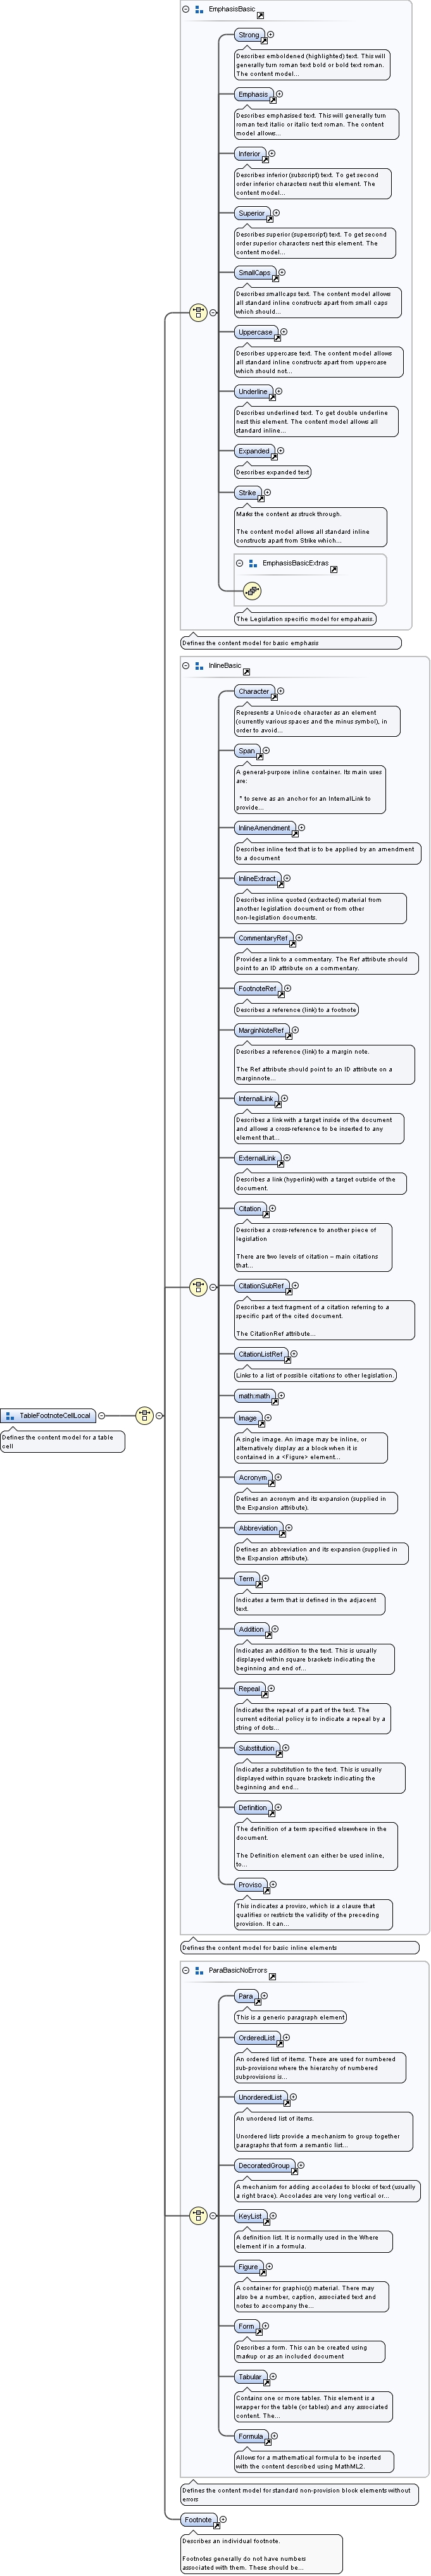 EmphasisBasic
Strong
Describes emboldened (highlighted) text. This will
generally turn roman text bold or bold text roman.
The content model...
Emphasis
Describes emphasised text. This will generally turn
roman text italic or italic text roman. The content
model allows...
Inferior
Describes inferior (subscript) text. To get second
order inferior characters nest this element. The
content model...
Superior
Describes superior (superscript) text. To get second
order superior characters nest this element. The
content model...
SmallCaps
Describes smallcaps text. The content model allows
all standard inline constructs apart from small caps
which should...
Uppercase
Describes uppercase text. The content model allows
all standard inline constructs apart from uppercase
which should not...
Underline
Describes underlined text. To get double underline
nest this element. The content model allows all
standard inline...
Expanded
Describes expanded text
Strike
Marks the content as struck through.
The content model allows all standard inline
constructs apart from Strike which...
EmphasisBasicExtras
The Legislation specific model for empahasis.
Defines the content model for basic emphasis
InlineBasic
Character
Represents a Unicode character as an element
(currently various spaces and the minus symbol), in
order to avoid...
Span
A general-purpose inline container. Its main uses
are:
* to serve as an anchor for an InternalLink to
provide...
InlineAmendment
Describes inline text that is to be applied by an amendment
to a document
InlineExtract
Describes inline quoted (extracted) material from
another legislation document or from other
non-legislation documents.
CommentaryRef
Provides a link to a commentary. The Ref attribute should
point to an ID attribute on a commentary.
FootnoteRef
Describes a reference (link) to a footnote
MarginNoteRef
Describes a reference (link) to a margin note.
The Ref attribute should point to an ID attribute on a
marginnote...
InternalLink
Describes a link with a target inside of the document
and allows a cross-reference to be inserted to any
element that...
ExternalLink
Describes a link (hyperlink) with a target outside of the
document.
Citation
Describes a cross-reference to another piece of
legislation
There are two levels of citation – main citations
that...
CitationSubRef
Describes a text fragment of a citation referring to a
specific part of the cited document.
The CitationRef attribute...
CitationListRef
Links to a list of possible citations to other legislation.
math:math
Image
A single image. An image may be inline, or
alternatively display as a block when it is
contained in a <Figure> element...
TableFootnoteCellLocal
Defines the content model for a table
cell
Acronym
Defines an acronym and its expansion (supplied in
the Expansion attribute).
Abbreviation
Defines an abbreviation and its expansion (supplied in
the Expansion attribute).
Term
Indicates a term that is defined in the adjacent
text.
Addition
Indicates an addition to the text. This is usually
displayed within square brackets indicating the
beginning and end of...
Repeal
Indicates the repeal of a part of the text. The
current editorial policy is to indicate a repeal by a
string of dots...
Substitution
Indicates a substitution to the text. This is usually
displayed within square brackets indicating the
beginning and end...
Definition
The definition of a term specified elsewhere in the
document.
The Definition element can either be used inline,
to...
Proviso
This indicates a proviso, which is a clause that
qualifies or restricts the validity of the preceding
provision. It can...
Defines the content model for basic inline elements
ParaBasicNoErrors
Para
This is a generic paragraph element
OrderedList
An ordered list of items. These are used for numbered
sub-provisions where the hierarchy of numbered
subprovisions is...
UnorderedList
An unordered list of items.
Unordered lists provide a mechanism to group together
paragraphs that form a semantic list...
DecoratedGroup
A mechanism for adding accolades to blocks of text (usually
a right brace). Accolades are very long vertical or...
KeyList
A definition list. It is normally used in the Where
element if in a formula.
Figure
A container for graphic(s) material. There may
also be a number, caption, associated text and
notes to accompany the...
Form
Describes a form. This can be created using
markup or as an included document
Tabular
Contains one or more tables. This element is a
wrapper for the table (or tables) and any associated
content. The...
Formula
Allows for a mathematical formula to be inserted
with the content described using MathML2.
Defines the content model for standard non-provision block elements without
errors
Footnote
Describes an individual footnote.
Footnotes generally do not have numbers
associated with them. These should be...